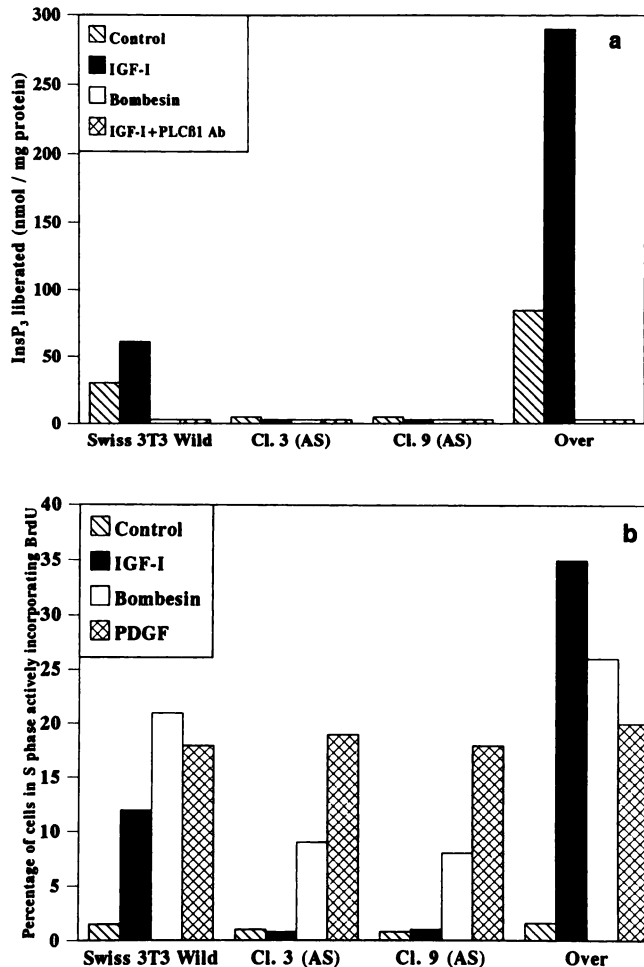 a
Control
IGF-I
Bombesin
IGF-I+PLCß1 Ab
InsP3 liberated (nmol / mg protein)
300
250
200
150
100
50
0
Swiss 3T3 Wild Cl. 3 (AS) Cl. 9 (AS) Over
b
Control
IGF-I
Bombesin
PDGF
Percentage of cells in S phase actively incorporating BrdU
40
35
30
25
20
15
10
5
0
Swiss 3T3 Wild Cl. 3 (AS) Cl. 9 (AS) Over